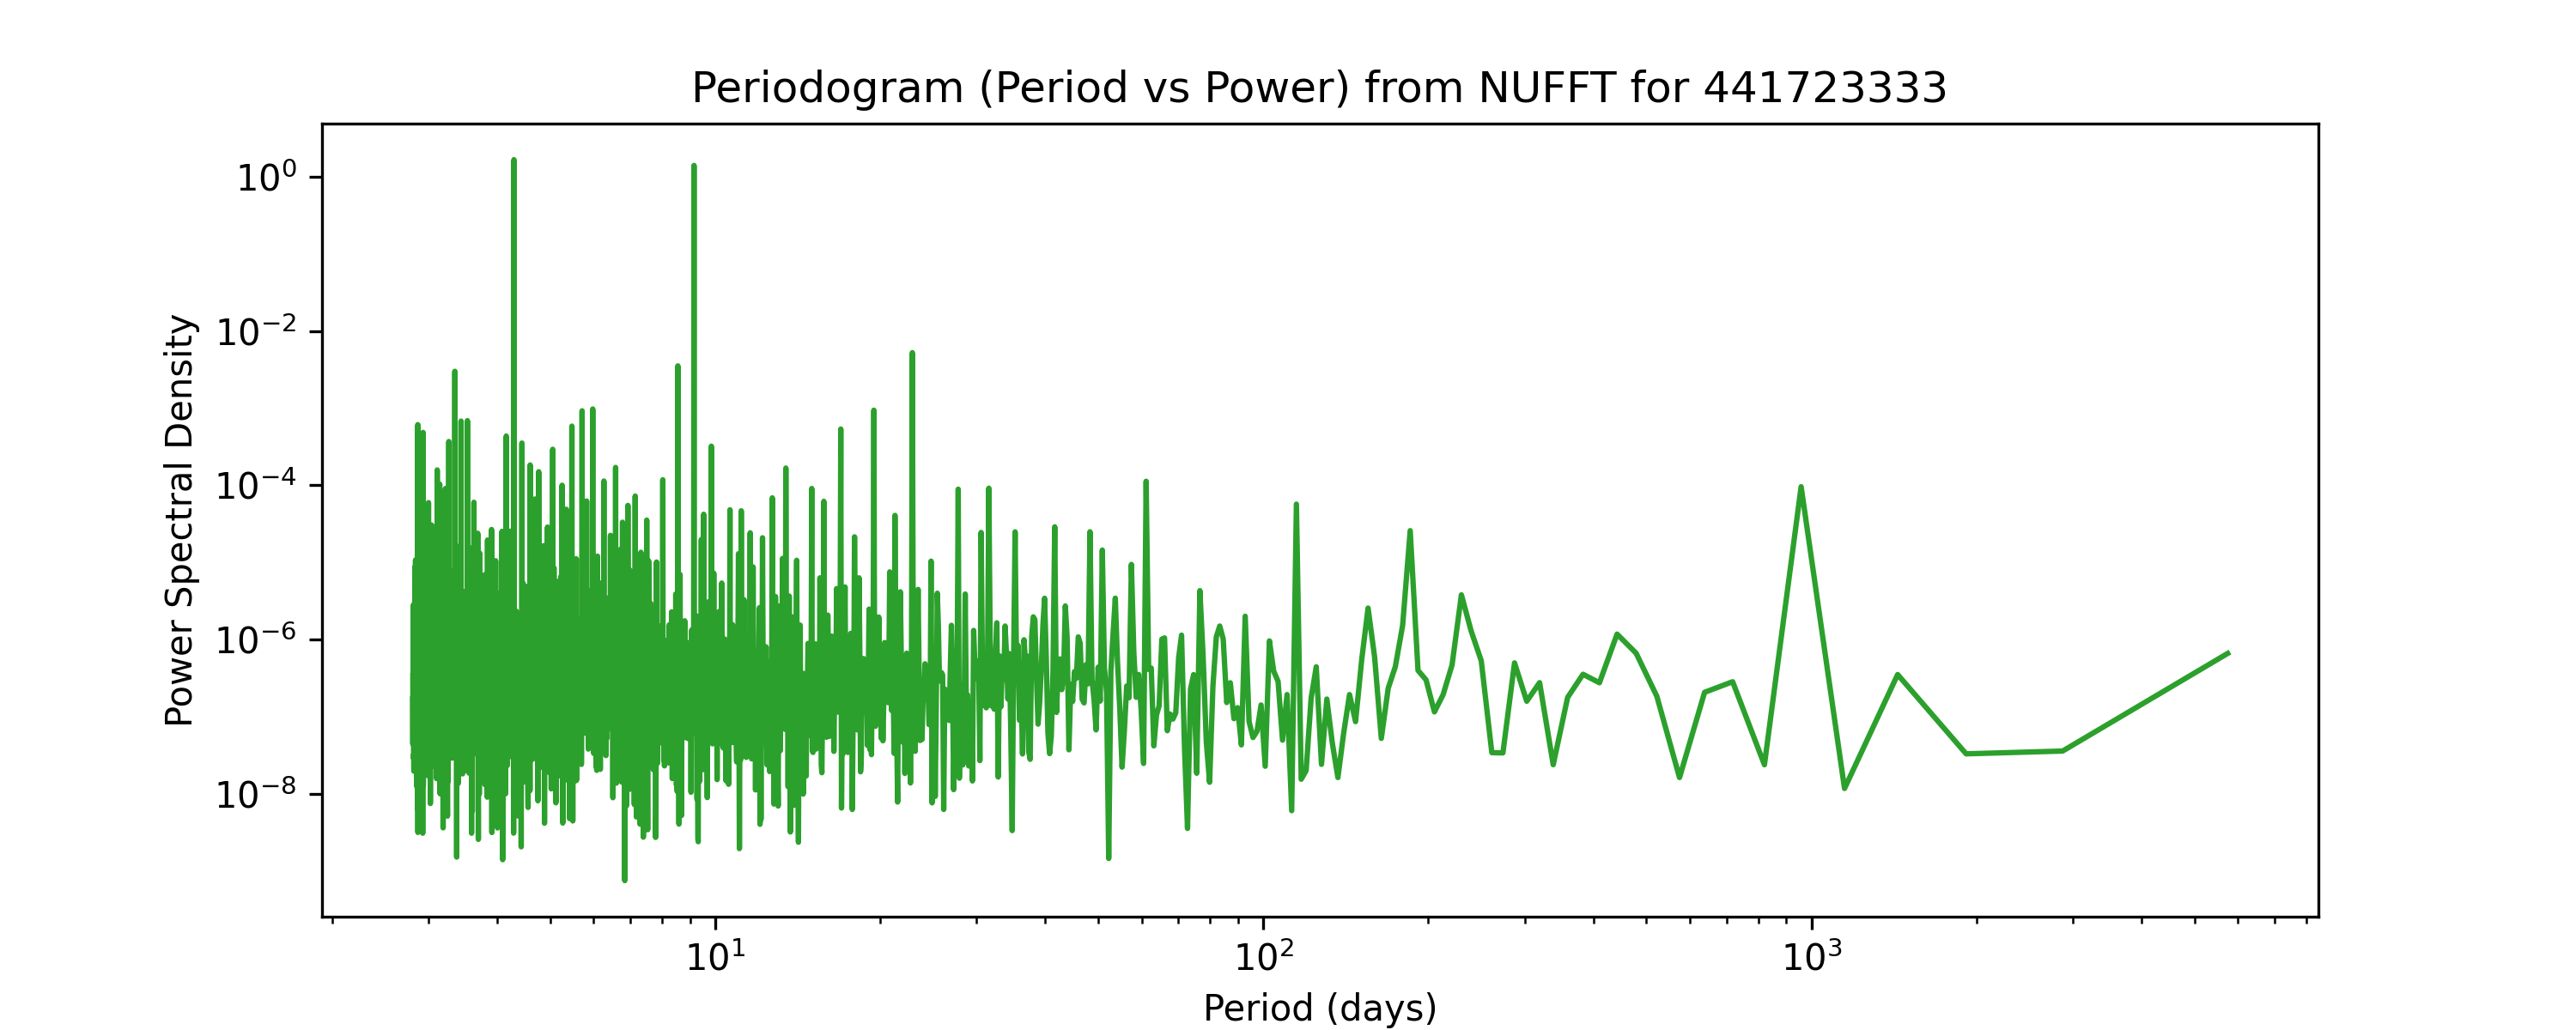 Periodogram (Period vs Power) from NUFFT for 441723333
Power Spectral Density
10⁰
10⁻²
10⁻⁴
10⁻⁶
10⁻⁸
10¹ 10² 10³
Period (days)